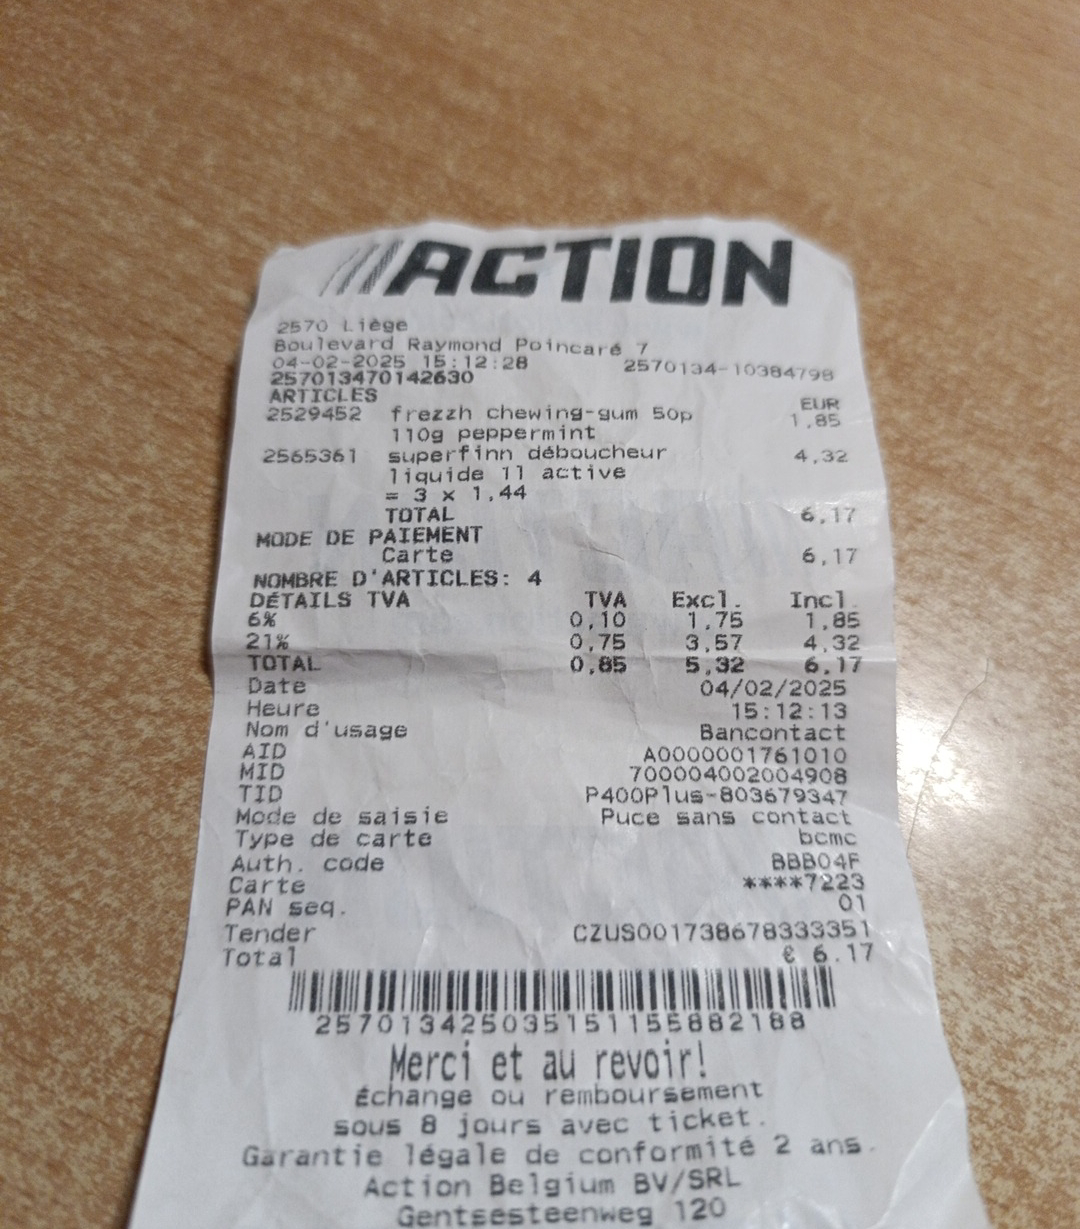 ACTION
2570 Liège
Boulevard Raymond Poincaré 7
04-02-2025 15:12:28 2570134-10384798
257013470142630
ARTICLES EUR
2529452 frezzh chewing-gum 50p 1,85
110g peppermint
2565361 superfinn déboucheur 4,32
liquide 1l active
= 3 x 1,44
TOTAL 6,17
MODE DE PAIEMENT
Carte 6,17
NOMBRE D'ARTICLES: 4
DÉTAILS TVA TVA Excl. Incl.
6% 0,10 1,75 1,85
21% 0,75 3,57 4,32
TOTAL 0,85 5,32 6,17
Date 04/02/2025
Heure 15:12:13
Nom d'usage Bancontact
AID A0000001761010
MID 700004002004908
TID P400Plus-803679347
Mode de saisie Puce sans contact
Type de carte bcmc
Auth. code BBB04F
Carte ****7223
PAN seq. 01
Tender CZUS001738678333351
Total € 6.17
2570134250351511558821​88
Merci et au revoir!
Échange ou remboursement
sous 8 jours avec ticket.
Garantie légale de conformité 2 ans.
Action Belgium BV/SRL
Gentsesteenweg 120